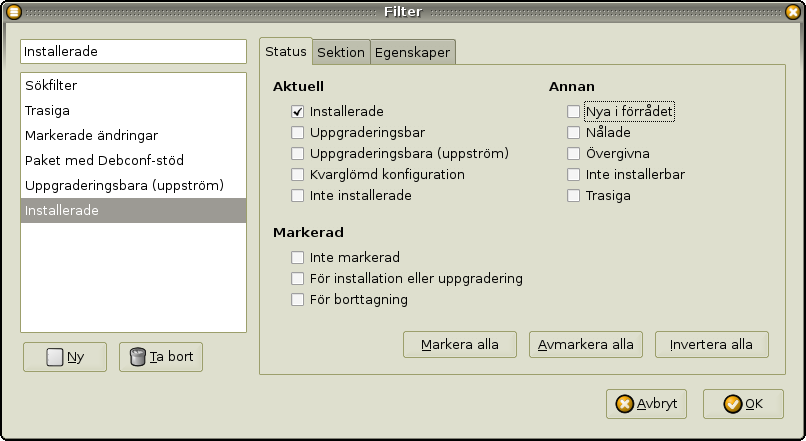 Filter
Installerade
Sökfilter
Trasiga
Markerade ändringar
Paket med Debconf-stöd
Uppgraderingsbara (uppström)
Installerade
Ny
Ta bort
Status
Sektion
Egenskaper
Aktuell
Installerade
Uppgraderingsbar
Uppgraderingsbara (uppström)
Kvarglömd konfiguration
Inte installerade
Annan
Nya i förrådet
Nålade
Övergivna
Inte installerbar
Trasiga
Markerad
Inte markerad
För installation eller uppgradering
För borttagning
Markera alla
Avmarkera alla
Invertera alla
Avbryt
OK